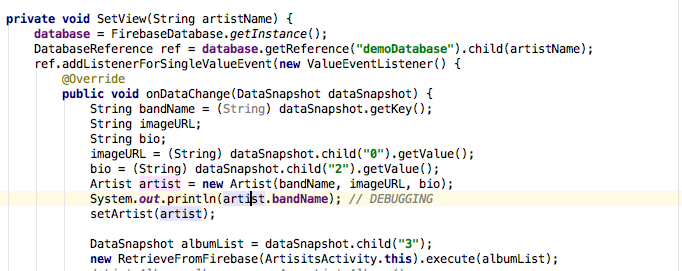 private void SetView(String artistName) {
database = FirebaseDatabase.getInstance();
DatabaseReference ref = database.getReference("demoDatabase").child(artistName);
ref.addListenerForSingleValueEvent(new ValueEventListener() {
@Override
public void onDataChange(DataSnapshot dataSnapshot) {
String bandName = (String) dataSnapshot.getKey();
String imageURL;
String bio;
imageURL = (String) dataSnapshot.child("0").getValue();
bio = (String) dataSnapshot.child("2").getValue();
Artist artist = new Artist(bandName, imageURL, bio);
System.out.println(artist.bandName); // DEBUGGING
setArtist(artist);
DataSnapshot albumList = dataSnapshot.child("3");
new RetrieveFromFirebase(ArtisitsActivity.this).execute(albumList);